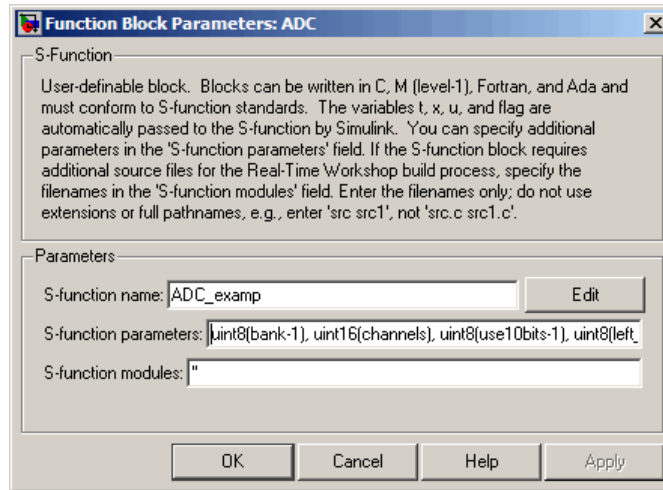 Function Block Parameters: ADC
S-Function
User-definable block.  Blocks can be written in C, M (level-1), Fortran, and Ada and
must conform to S-function standards.  The variables t, x, u, and flag are
automatically passed to the S-function by Simulink.  You can specify additional
parameters in the 'S-function parameters' field. If the S-function block requires
additional source files for the Real-Time Workshop build process, specify the
filenames in the 'S-function modules' field. Enter the filenames only; do not use
extensions or full pathnames, e.g., enter 'src src1', not 'src.c src1.c'.
Parameters
S-function name: ADC_examp Edit
S-function parameters: uint8(bank-1), uint16(channels), uint8(use10bits-1), uint8(left_
S-function modules: ''
OK Cancel Help Apply